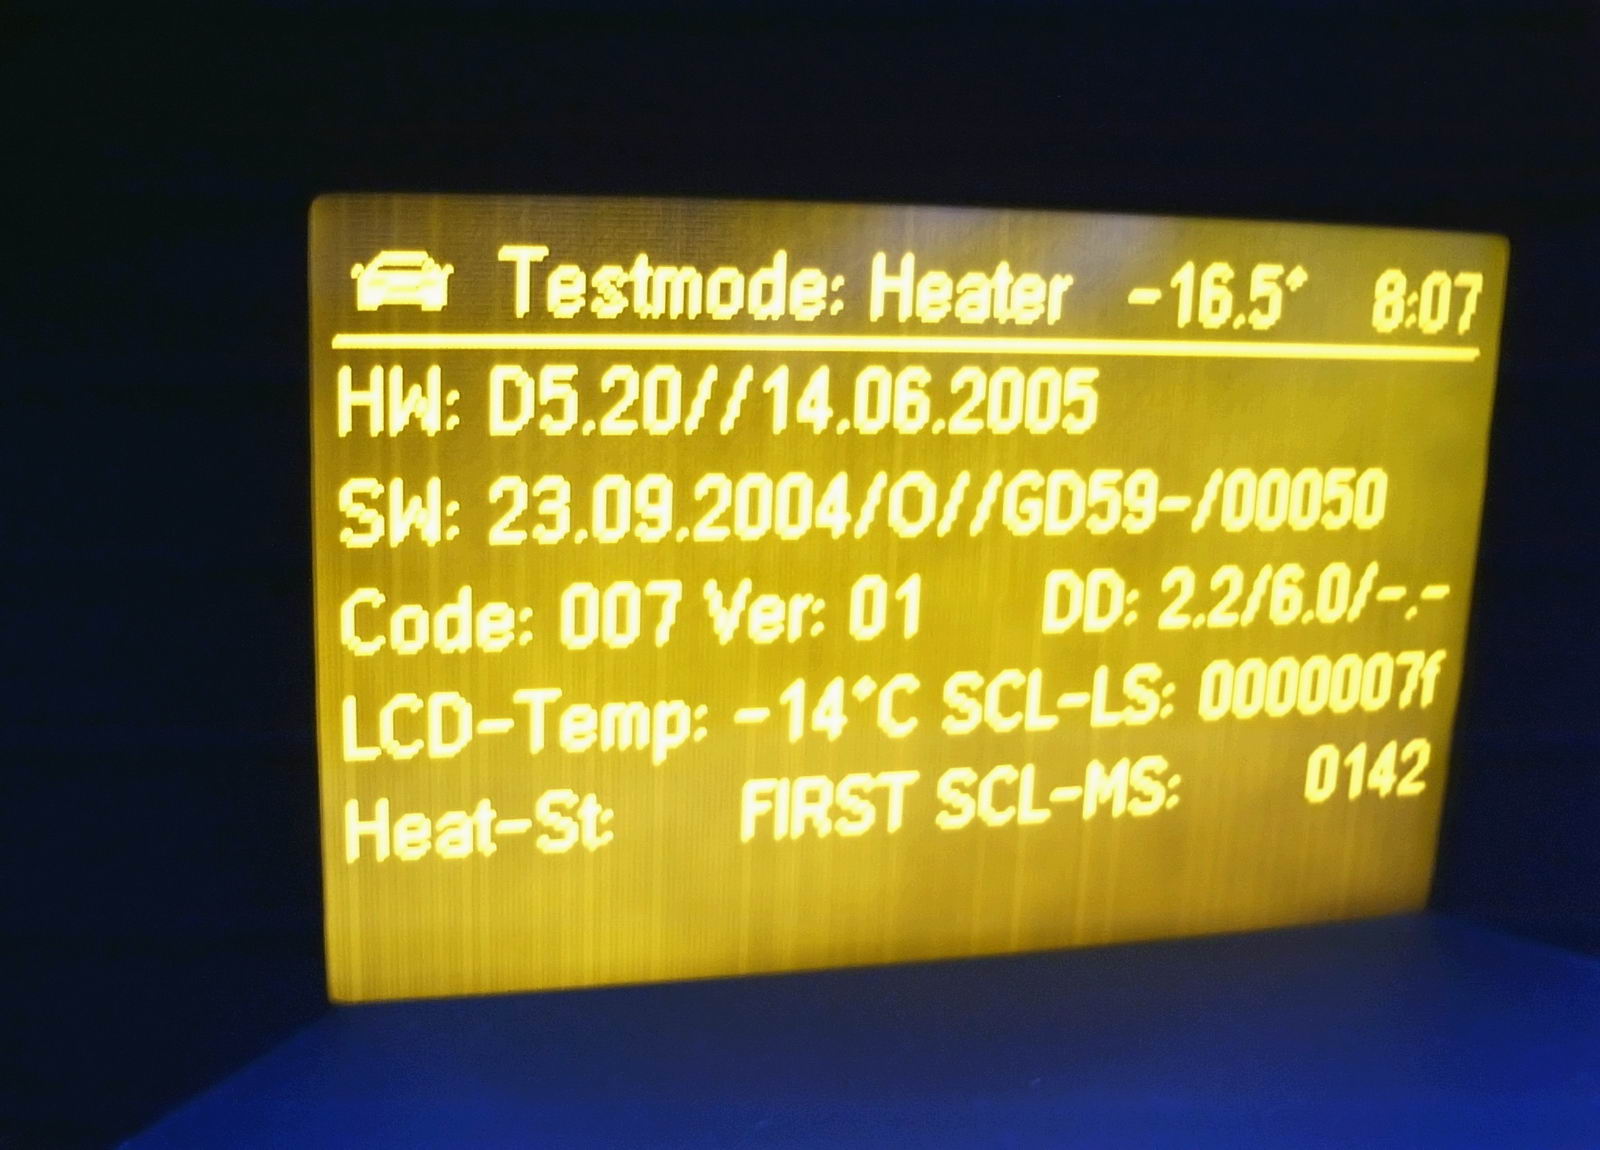 Testmode: Heater -16.5° 8:07
HW: D5.20//14.06.2005
SW: 23.09.2004/O//GD59-/00050
Code: 007 Ver: 01 DD: 2.2/6.0/-.-
LCD-Temp: -14°C SCL-LS: 0000007f
Heat-St: FIRST SCL-MS: 0142